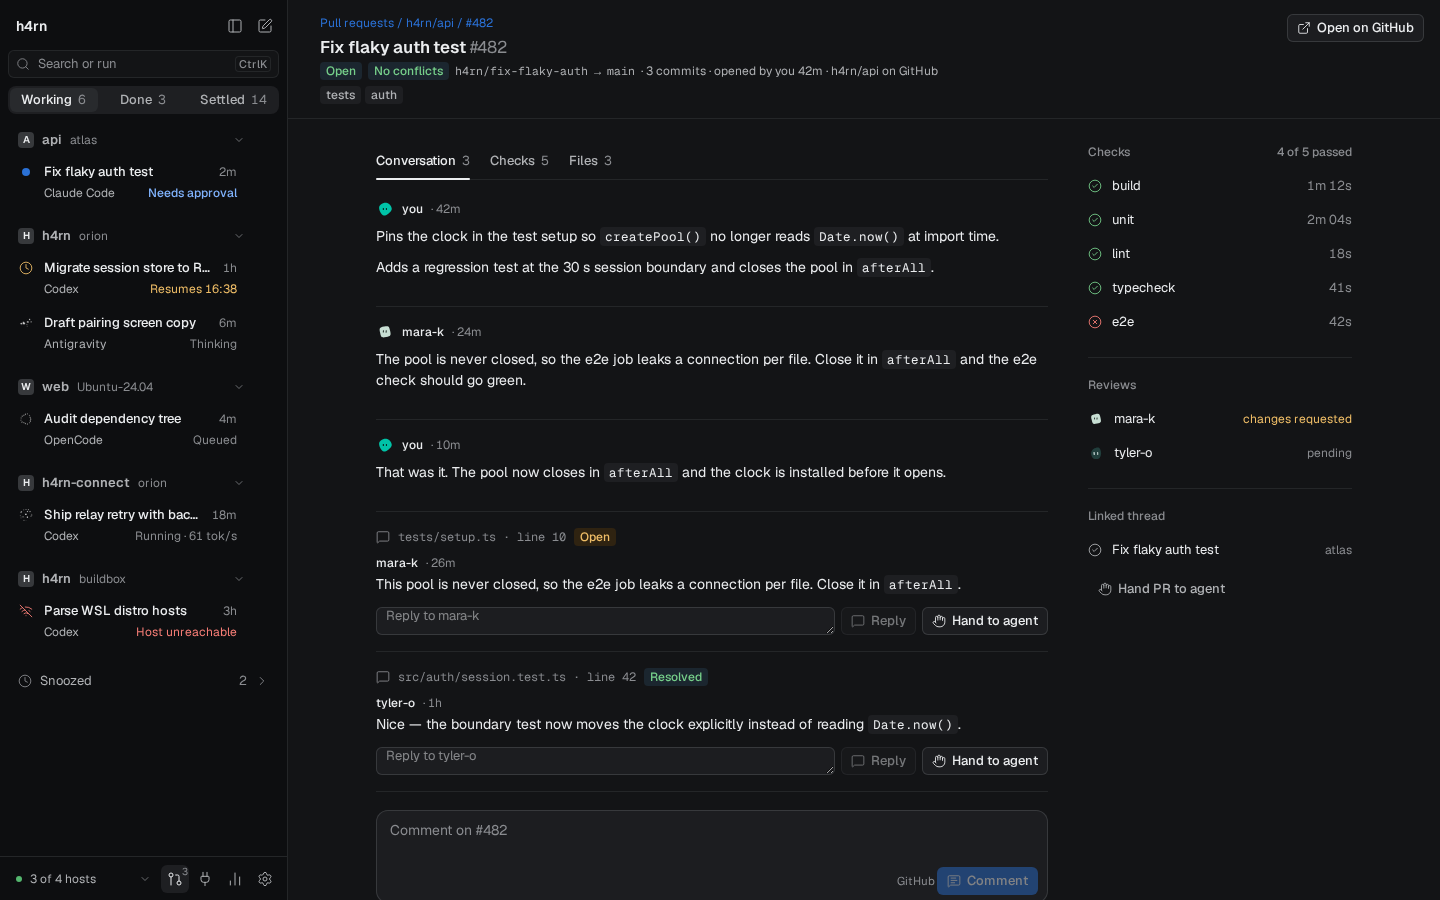 h4rn
Search or run
CtrlK
Working 6
Done 3
Settled 14
A api atlas
Fix flaky auth test 2m
Claude Code Needs approval
H h4rn orion
Migrate session store to R... 1h
Codex Resumes 16:38
Draft pairing screen copy 6m
Antigravity Thinking
W web Ubuntu-24.04
Audit dependency tree 4m
OpenCode Queued
H h4rn-connect orion
Ship relay retry with bac... 18m
Codex Running · 61 tok/s
H h4rn buildbox
Parse WSL distro hosts 3h
Codex Host unreachable
Snoozed 2
3 of 4 hosts
3
Pull requests / h4rn/api / #482
Fix flaky auth test #482
Open No conflicts h4rn/fix-flaky-auth → main · 3 commits · opened by you 42m · h4rn/api on GitHub
tests auth
Open on GitHub
Conversation 3 Checks 5 Files 3
you · 42m
Pins the clock in the test setup so createPool() no longer reads Date.now() at import time.
Adds a regression test at the 30 s session boundary and closes the pool in afterAll.
mara-k · 24m
The pool is never closed, so the e2e job leaks a connection per file. Close it in afterAll and the e2e
check should go green.
you · 10m
That was it. The pool now closes in afterAll and the clock is installed before it opens.
tests/setup.ts · line 10 Open
mara-k · 26m
This pool is never closed, so the e2e job leaks a connection per file. Close it in afterAll.
Reply to mara-k
Reply
Hand to agent
src/auth/session.test.ts · line 42 Resolved
tyler-o · 1h
Nice — the boundary test now moves the clock explicitly instead of reading Date.now().
Reply to tyler-o
Reply
Hand to agent
Comment on #482
GitHub
Comment
Checks 4 of 5 passed
build 1m 12s
unit 2m 04s
lint 18s
typecheck 41s
e2e 42s
Reviews
mara-k changes requested
tyler-o pending
Linked thread
Fix flaky auth test atlas
Hand PR to agent